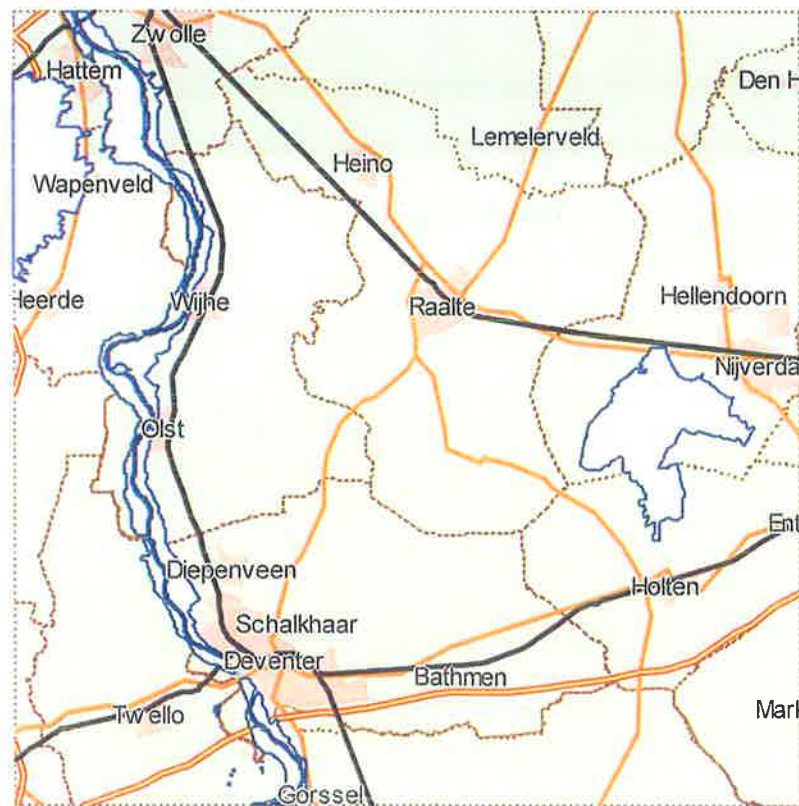 Zwolle
Hattem
Den H
Lemelerveld
Heino
Wapenveld
Heerde
Wijhe
Raalte
Hellendoorn
Nijverda
Olst
Ent
Diepenveen
Holten
Schalkhaar
Deventer
Bathmen
Twello
Mark
Gorssel